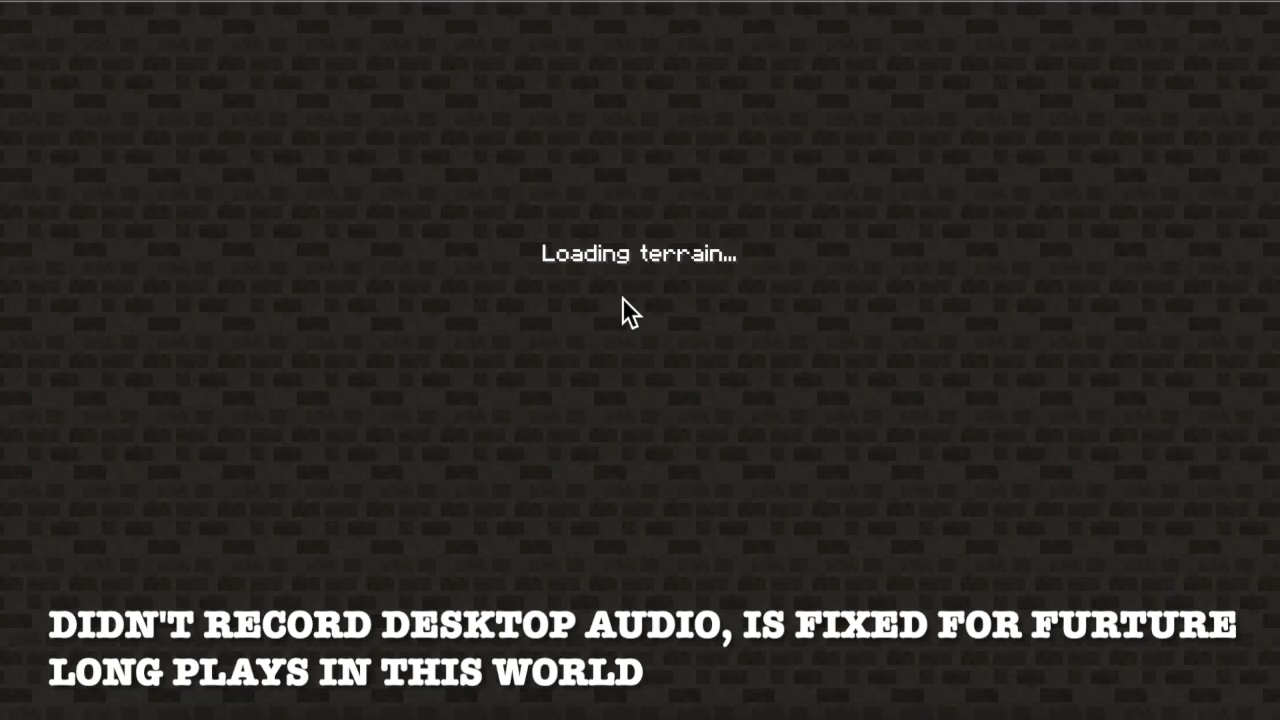 Loading terrain...
DIDN'T RECORD DESKTOP AUDIO, IS FIXED FOR FURTURE
LONG PLAYS IN THIS WORLD